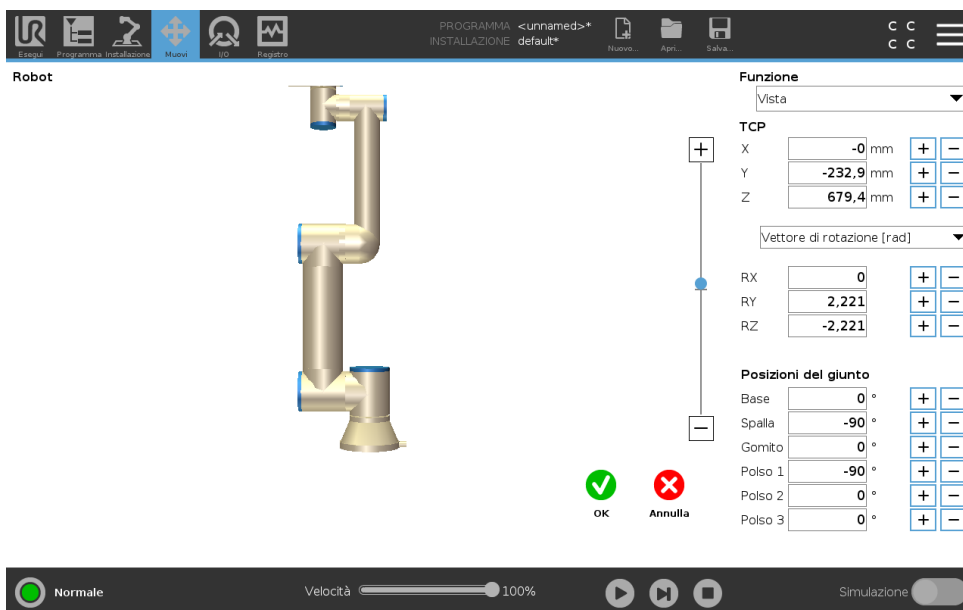 PROGRAMMA <unnamed>*
INSTALLAZIONE default*
UR
Esegui Programma Installazione Muovi I/O Registro
Nuovo... Apri... Salva...
C C
C C
Robot
Funzione
Vista
TCP
X -0 mm + −
Y -232,9 mm + −
Z 679,4 mm + −
Vettore di rotazione [rad]
RX 0 + −
RY 2,221 + −
RZ -2,221 + −
Posizioni del giunto
Base 0 ° + −
Spalla -90 ° + −
Gomito 0 ° + −
Polso 1 -90 ° + −
Polso 2 0 ° + −
Polso 3 0 ° + −
+
−
OK Annulla
Normale Velocità 100% Simulazione